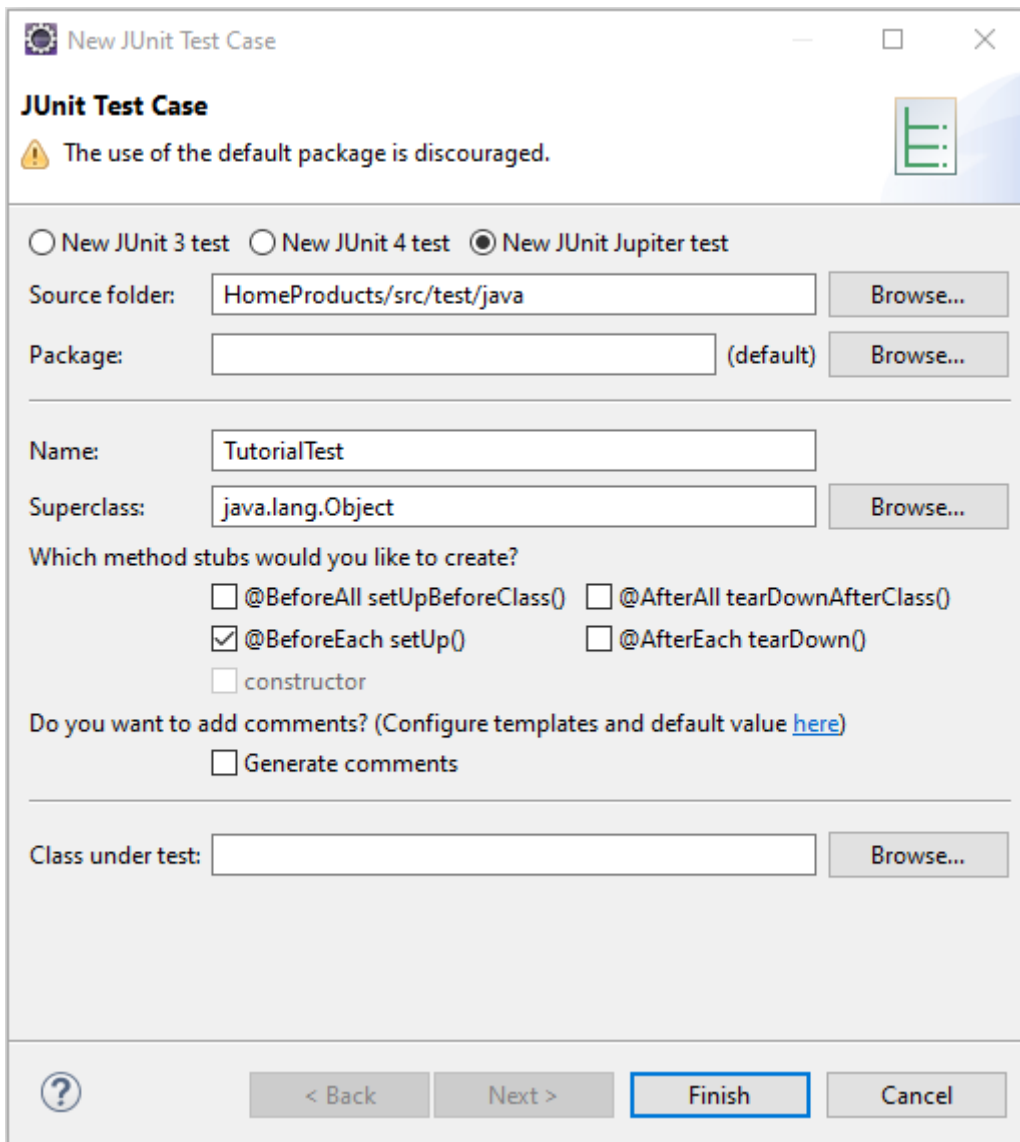 New JUnit Test Case
JUnit Test Case
The use of the default package is discouraged.
New JUnit 3 test New JUnit 4 test New JUnit Jupiter test
Source folder: HomeProducts/src/test/java Browse...
Package: (default) Browse...
Name: TutorialTest
Superclass: java.lang.Object Browse...
Which method stubs would you like to create?
@BeforeAll setUpBeforeClass() @AfterAll tearDownAfterClass()
@BeforeEach setUp() @AfterEach tearDown()
constructor
Do you want to add comments? (Configure templates and default value here)
Generate comments
Class under test: Browse...
? < Back Next > Finish Cancel